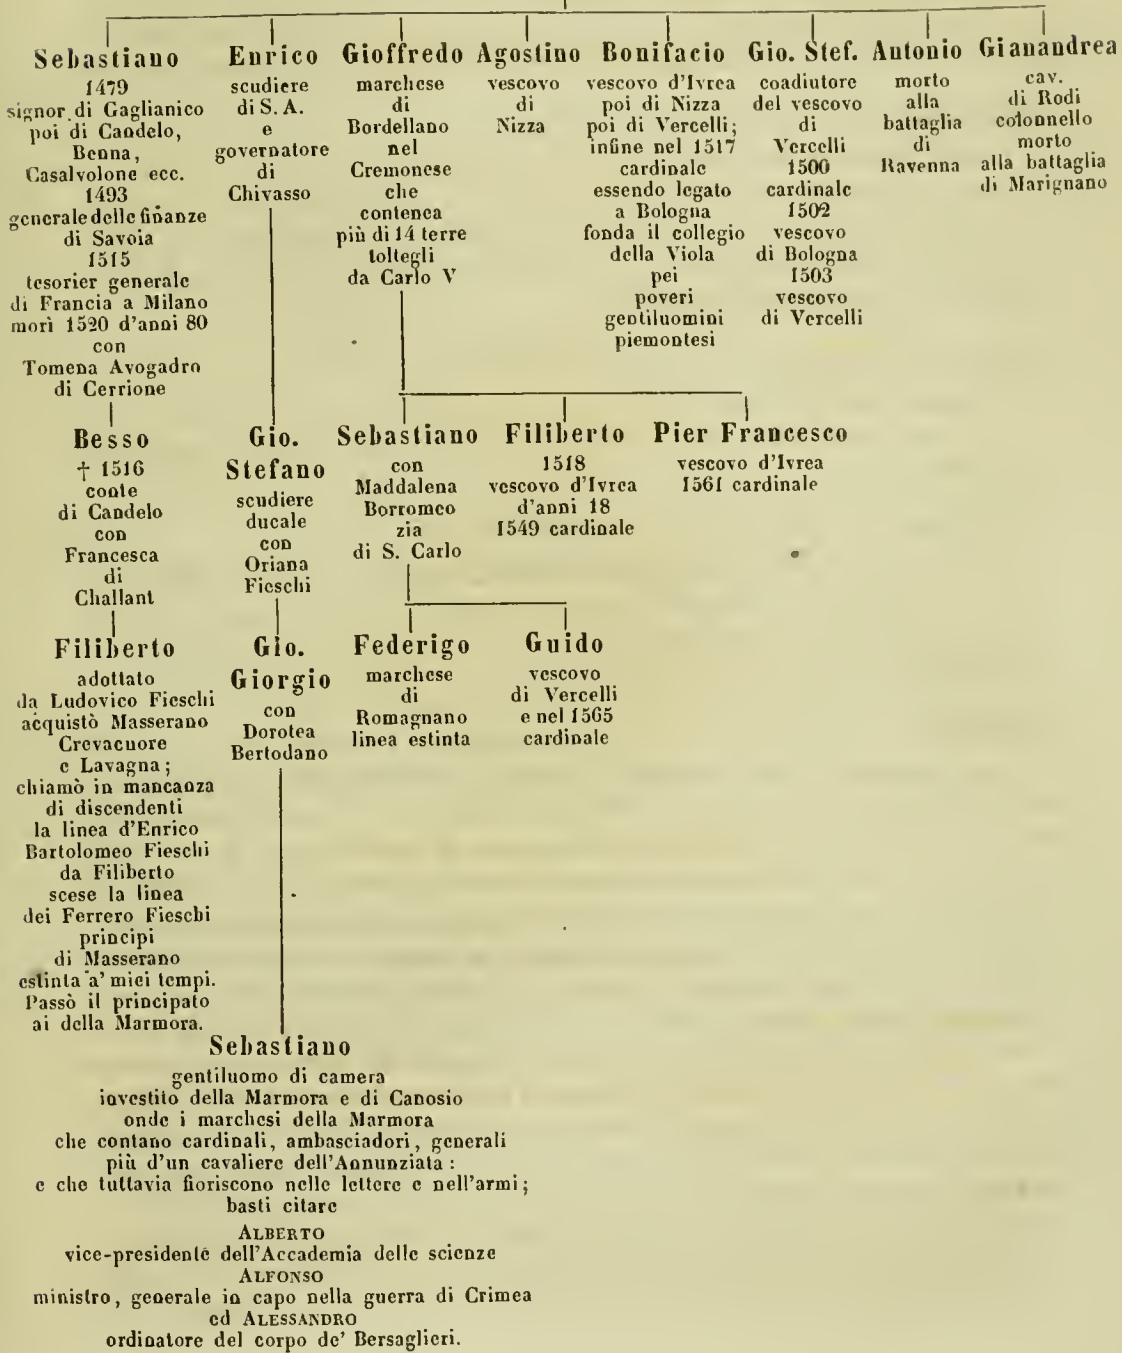 Sebastiano
1479
signor di Gaglianico
poi di Candelo,
Benna,
Casalvolone ecc.
1493
generale delle finanze
di Savoia
1515
tesorier generale
di Francia a Milano
morì 1520 d'anni 80
con
Tomena Avogadro
di Cerrione
Enrico
scudiere
di S. A.
e
governatore
di
Chivasso
Gioffredo
marchese
di
Bordellano
nel
Cremonese
che
contenea
più di 14 terre
toltegli
da Carlo V
Agostino
vescovo
di
Nizza
Bonifacio
vescovo d'Ivrea
poi di Nizza
poi di Vercelli;
infine nel 1517
cardinale
essendo legato
a Bologna
fonda il collegio
della Viola
pei
poveri
gentiluomini
piemontesi
Gio. Stef.
coadiutore
del vescovo
di
Vercelli
1500
cardinale
1502
vescovo
di Bologna
1503
vescovo
di Vercelli
Antonio
morto
alla
battaglia
di
Ravenna
Gianandrea
cav.
di Rodi
colonnello
morto
alla battaglia
di Marignano
Besso
† 1516
conte
di Candelo
con
Francesca
di
Challant
Gio.
Stefano
scudiere
ducale
con
Oriana
Fieschi
Sebastiano
con
Maddalena
Borromeo
zia
di S. Carlo
Filiberto
1518
vescovo d'Ivrea
d'anni 18
1549 cardinale
Pier Francesco
vescovo d'Ivrea
1561 cardinale
Filiberto
adottato
da Ludovico Fieschi
acquistò Masserano
Crevacuore
e Lavagna;
chiamò in mancanza
di discendenti
la linea d'Enrico
Bartolomeo Fieschi
da Filiberto
scese la linea
dei Ferrero Fieschi
principi
di Masserano
estinta a' miei tempi.
Passò il principato
ai della Marmora.
Gio.
Giorgio
con
Dorotea
Bertodano
Federigo
marchese
di
Romagnano
linea estinta
Guido
vescovo
di Vercelli
e nel 1565
cardinale
Sebastiano
gentiluomo di camera
investito della Marmora e di Canosio
onde i marchesi della Marmora
che contano cardinali, ambasciadori, generali
più d'un cavaliere dell'Annunziata:
e che tuttavia fioriscono nelle lettere e nell'armi;
basti citare
ALBERTO
vice-presidente dell'Accademia delle scienze
ALFONSO
ministro, generale in capo nella guerra di Crimea
ed ALESSANDRO
ordinatore del corpo de' Bersaglieri.